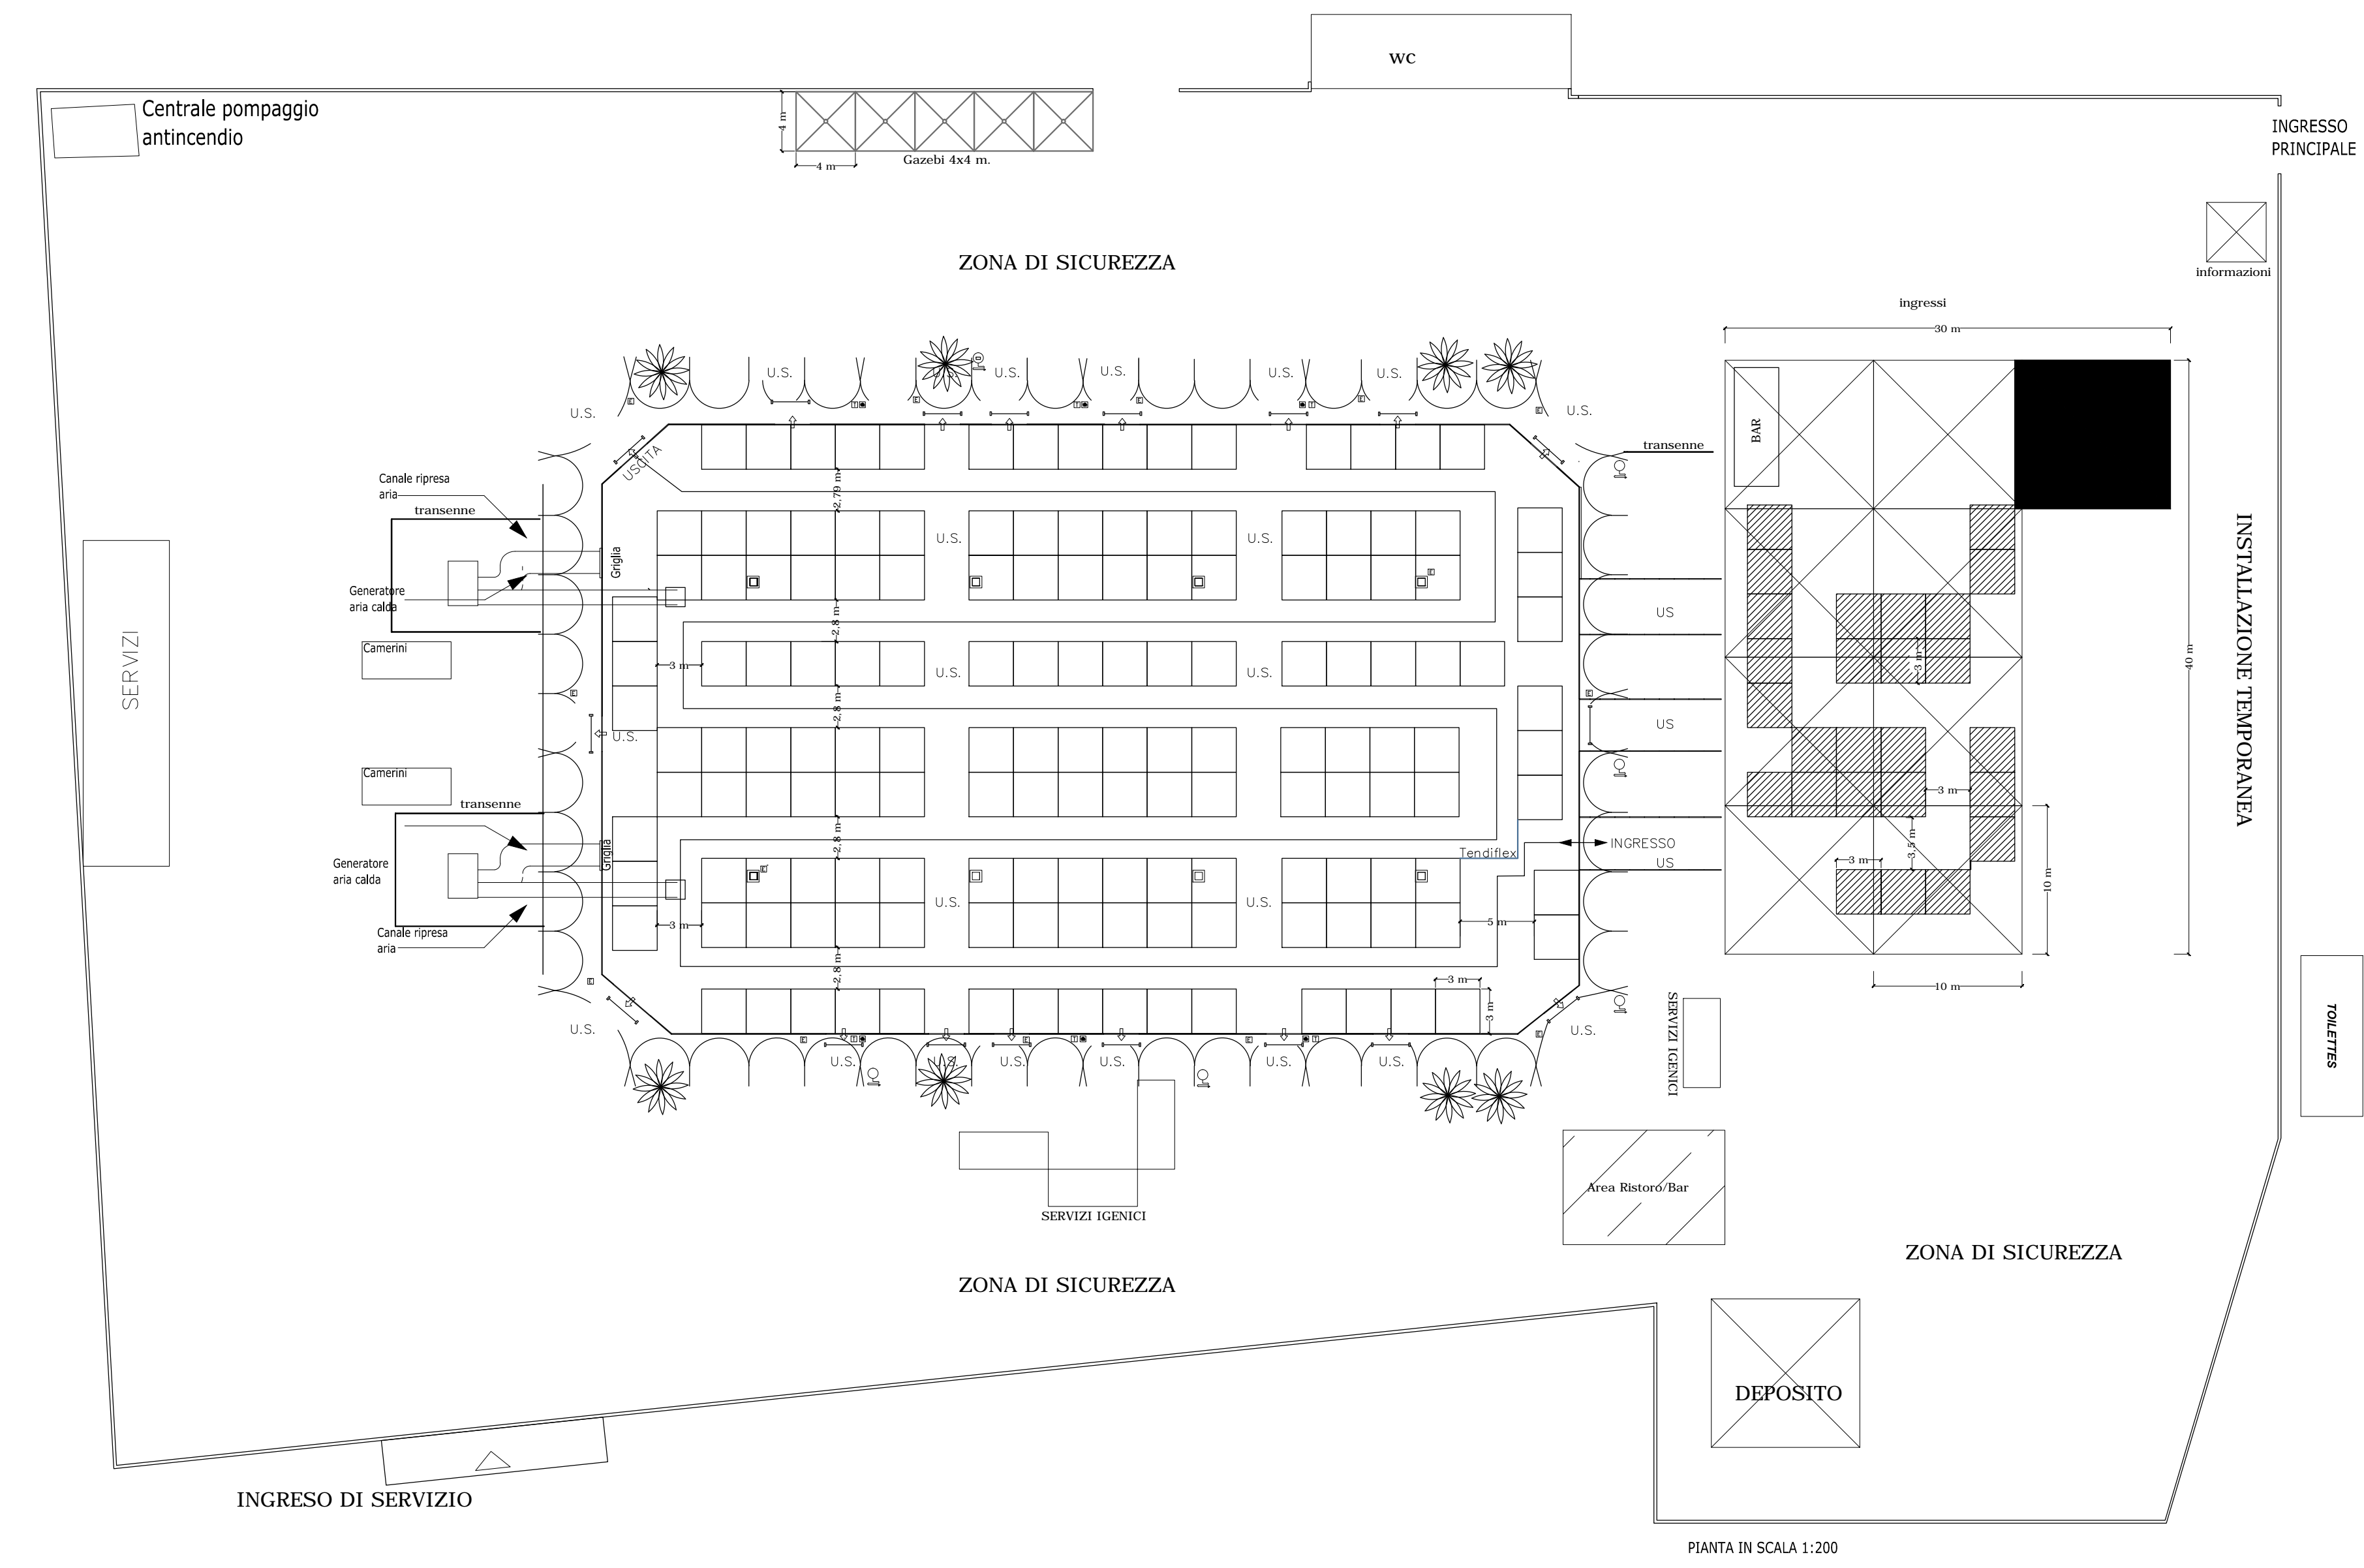 wc
Centrale pompaggio
antincendio
4 m
4 m
Gazebi 4x4 m.
INGRESSO
PRINCIPALE
informazioni
ZONA DI SICUREZZA
ingressi
30 m
U.S.
U.S.
U.S.
U.S.
U.S.
U.S.
U.S.
U.S.
BAR
transenne
USCITA
Canale ripresa
aria
transenne
2,79 m
U.S.
U.S.
Griglia
Generatore
aria calda
2,8 m
US
SERVIZI
Camerini
3 m
U.S.
U.S.
3 m
40 m
INSTALLAZIONE TEMPORANEA
2,8 m
US
U.S.
Camerini
transenne
3 m
2,8 m
Griglia
INGRESSO
Tendiflex
US
3,5 m
3 m
Generatore
aria calda
10 m
U.S.
U.S.
3 m
5 m
Canale ripresa
aria
2,8 m
3 m
3 m
10 m
SERVIZI IGENICI
TOILETTES
U.S.
U.S.
U.S.
U.S.
U.S.
U.S.
U.S.
U.S.
Area Ristoro/Bar
SERVIZI IGENICI
ZONA DI SICUREZZA
ZONA DI SICUREZZA
DEPOSITO
INGRESO DI SERVIZIO
PIANTA IN SCALA 1:200